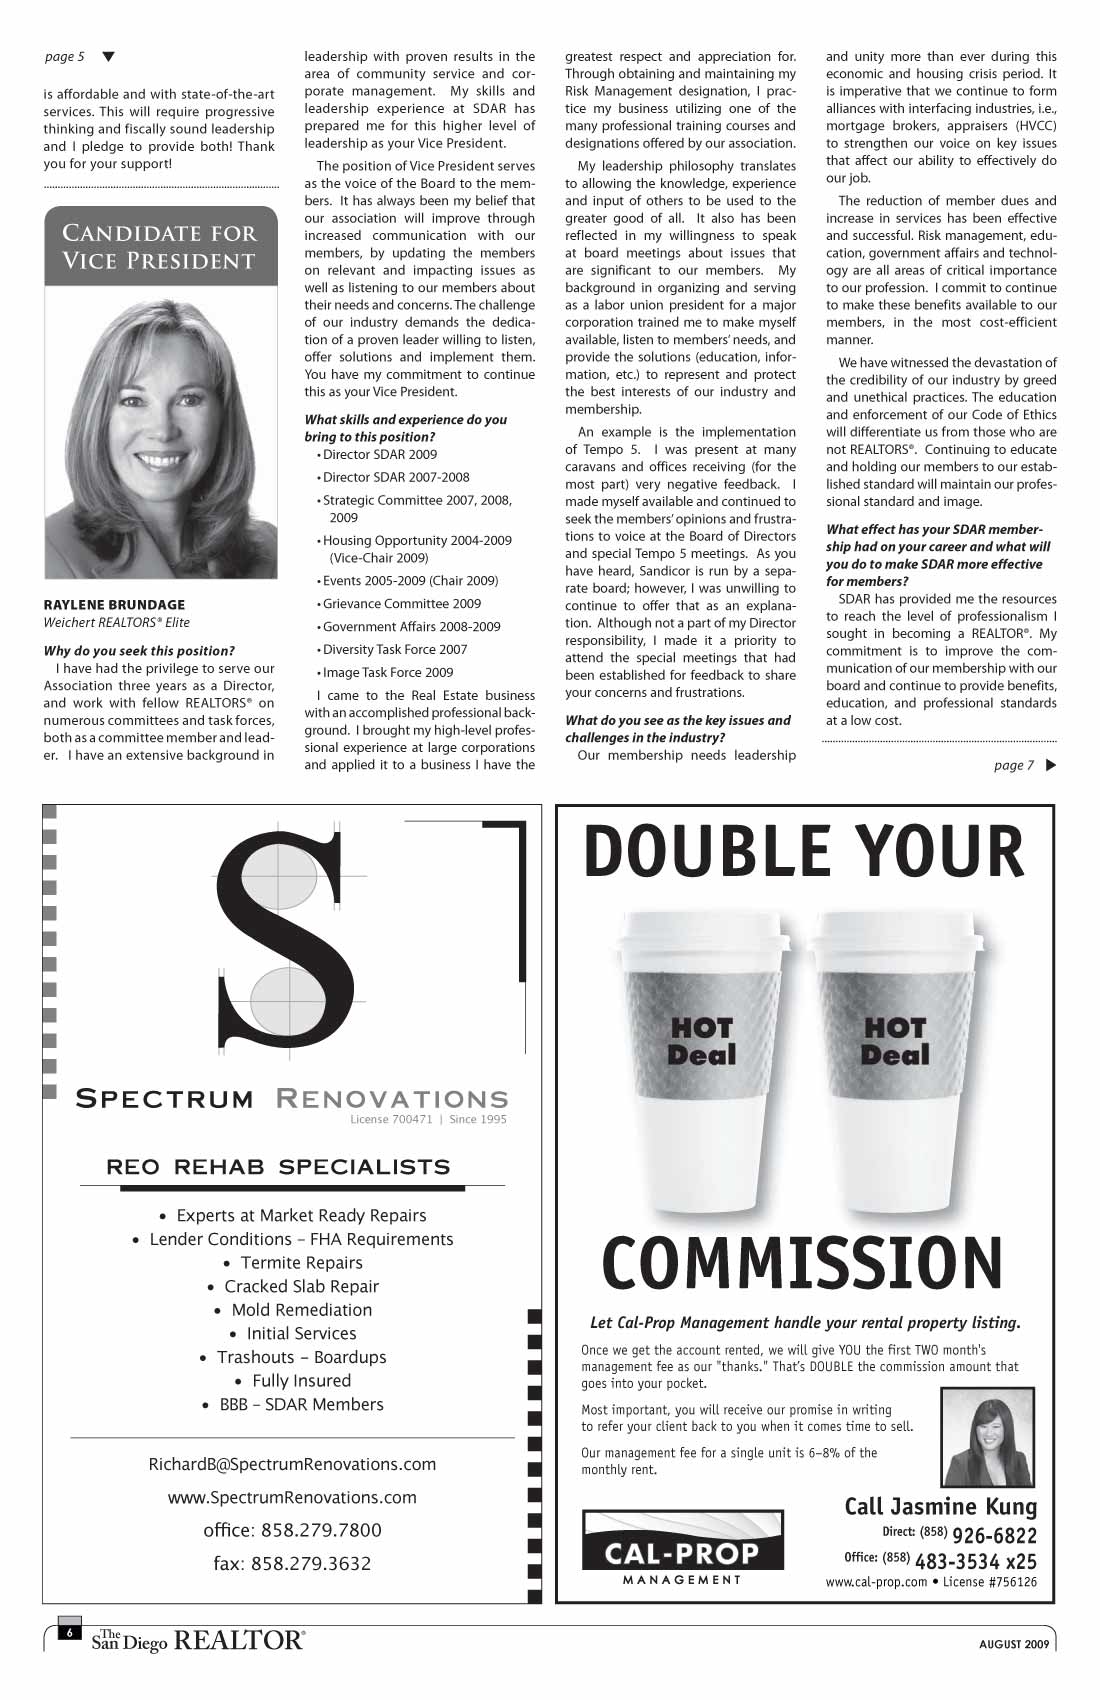 page 5 ▼
is affordable and with state-of-the-art
services. This will require progressive
thinking and fiscally sound leadership
and I pledge to provide both! Thank
you for your support!
CANDIDATE FOR
VICE PRESIDENT
RAYLENE BRUNDAGE
Weichert REALTORS® Elite
Why do you seek this position?
I have had the privilege to serve our
Association three years as a Director,
and work with fellow REALTORS® on
numerous committees and task forces,
both as a committee member and lead-
er. I have an extensive background in
leadership with proven results in the
area of community service and cor-
porate management. My skills and
leadership experience at SDAR has
prepared me for this higher level of
leadership as your Vice President.
The position of Vice President serves
as the voice of the Board to the mem-
bers. It has always been my belief that
our association will improve through
increased communication with our
members, by updating the members
on relevant and impacting issues as
well as listening to our members about
their needs and concerns. The challenge
of our industry demands the dedica-
tion of a proven leader willing to listen,
offer solutions and implement them.
You have my commitment to continue
this as your Vice President.
What skills and experience do you
bring to this position?
• Director SDAR 2009
• Director SDAR 2007-2008
• Strategic Committee 2007, 2008,
2009
• Housing Opportunity 2004-2009
(Vice-Chair 2009)
• Events 2005-2009 (Chair 2009)
• Grievance Committee 2009
• Government Affairs 2008-2009
• Diversity Task Force 2007
• Image Task Force 2009
I came to the Real Estate business
with an accomplished professional back-
ground. I brought my high-level profes-
sional experience at large corporations
and applied it to a business I have the
greatest respect and appreciation for.
Through obtaining and maintaining my
Risk Management designation, I prac-
tice my business utilizing one of the
many professional training courses and
designations offered by our association.
My leadership philosophy translates
to allowing the knowledge, experience
and input of others to be used to the
greater good of all. It also has been
reflected in my willingness to speak
at board meetings about issues that
are significant to our members. My
background in organizing and serving
as a labor union president for a major
corporation trained me to make myself
available, listen to members' needs, and
provide the solutions (education, infor-
mation, etc.) to represent and protect
the best interests of our industry and
membership.
An example is the implementation
of Tempo 5. I was present at many
caravans and offices receiving (for the
most part) very negative feedback. I
made myself available and continued to
seek the members' opinions and frustra-
tions to voice at the Board of Directors
and special Tempo 5 meetings. As you
have heard, Sandicor is run by a sepa-
rate board; however, I was unwilling to
continue to offer that as an explana-
tion. Although not a part of my Director
responsibility, I made it a priority to
attend the special meetings that had
been established for feedback to share
your concerns and frustrations.
What do you see as the key issues and
challenges in the industry?
Our membership needs leadership
and unity more than ever during this
economic and housing crisis period. It
is imperative that we continue to form
alliances with interfacing industries, i.e.,
mortgage brokers, appraisers (HVCC)
to strengthen our voice on key issues
that affect our ability to effectively do
our job.
The reduction of member dues and
increase in services has been effective
and successful. Risk management, edu-
cation, government affairs and technol-
ogy are all areas of critical importance
to our profession. I commit to continue
to make these benefits available to our
members, in the most cost-efficient
manner.
We have witnessed the devastation of
the credibility of our industry by greed
and unethical practices. The education
and enforcement of our Code of Ethics
will differentiate us from those who are
not REALTORS®. Continuing to educate
and holding our members to our estab-
lished standard will maintain our profes-
sional standard and image.
What effect has your SDAR member-
ship had on your career and what will
you do to make SDAR more effective
for members?
SDAR has provided me the resources
to reach the level of professionalism I
sought in becoming a REALTOR®. My
commitment is to improve the com-
munication of our membership with our
board and continue to provide benefits,
education, and professional standards
at a low cost.
page 7 ▶
S
SPECTRUM RENOVATIONS
License 700471 | Since 1995
REO REHAB SPECIALISTS
• Experts at Market Ready Repairs
• Lender Conditions – FHA Requirements
• Termite Repairs
• Cracked Slab Repair
• Mold Remediation
• Initial Services
• Trashouts – Boardups
• Fully Insured
• BBB – SDAR Members
RichardB@SpectrumRenovations.com
www.SpectrumRenovations.com
office: 858.279.7800
fax: 858.279.3632
DOUBLE YOUR
HOT
Deal
HOT
Deal
COMMISSION
Let Cal-Prop Management handle your rental property listing.
Once we get the account rented, we will give YOU the first TWO month's
management fee as our "thanks." That's DOUBLE the commission amount that
goes into your pocket.
Most important, you will receive our promise in writing
to refer your client back to you when it comes time to sell.
Our management fee for a single unit is 6–8% of the
monthly rent.
CAL-PROP
MANAGEMENT
Call Jasmine Kung
Direct: (858) 926-6822
Office: (858) 483-3534 x25
www.cal-prop.com • License #756126
6
The San Diego REALTOR®
AUGUST 2009